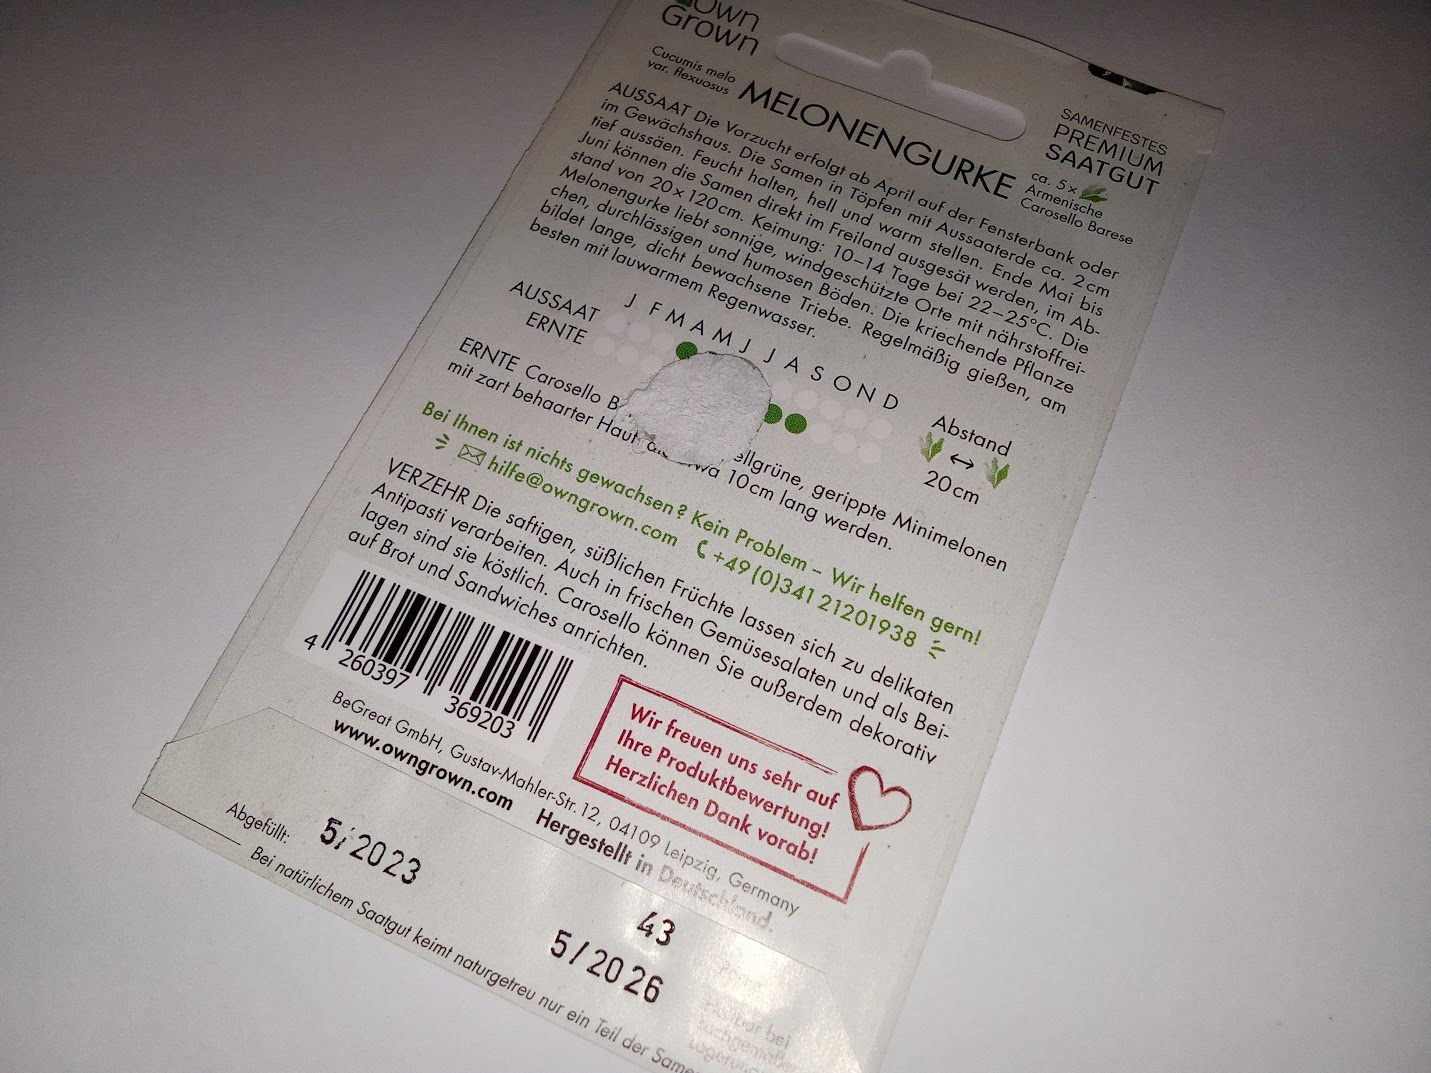 Own
Grown
Cucumis melo
var. flexuosus
MELONENGURKE
SAMENFESTES
PREMIUM
SAATGUT
ca. 5x
Armenische
Carosello Barese
AUSSAAT Die Vorzucht erfolgt ab April auf der Fensterbank oder
im Gewächshaus. Die Samen in Töpfen mit Aussaaterde ca. 2cm
tief aussäen. Feucht halten, hell und warm stellen. Ende Mai bis
Juni können die Samen direkt im Freiland ausgesät werden, im Ab-
stand von 20×120cm. Keimung: 10–14 Tage bei 22–25°C. Die
Melonengurke liebt sonnige, windgeschützte Orte mit nährstoffrei-
chen, durchlässigen und humosen Böden. Die kriechende Pflanze
bildet lange, dicht bewachsene Triebe. Regelmäßig gießen, am
besten mit lauwarmem Regenwasser.
J F M A M J J A S O N D
AUSSAAT
ERNTE
Abstand
20cm
ERNTE Carosello gerippte Minimelonen
mit zart behaarter Haut, 10cm lang werden.
Bei Ihnen ist nichts gewachsen? Kein Problem – Wir helfen gern!
hilfe@owngrown.com +49(0)341 21201938
VERZEHR Die saftigen, süßlichen Früchte lassen sich zu delikaten
Antipasti verarbeiten. Auch in frischen Gemüsesalaten und als Bei-
lagen sind sie köstlich. Carosello können Sie außerdem dekorativ
auf Brot und Sandwiches anrichten.
4 260397 369203
Wir freuen uns sehr auf
Ihre Produktbewertung!
Herzlichen Dank vorab!
BeGreat GmbH, Gustav-Mahler-Str. 12, 04109 Leipzig, Germany
www.owngrown.com Hergestellt in Deutschland.
Abgefüllt: 5/2023
43
5/2026
bei
Bei natürlichem Saatgut keimt naturgetreu nur ein Teil der